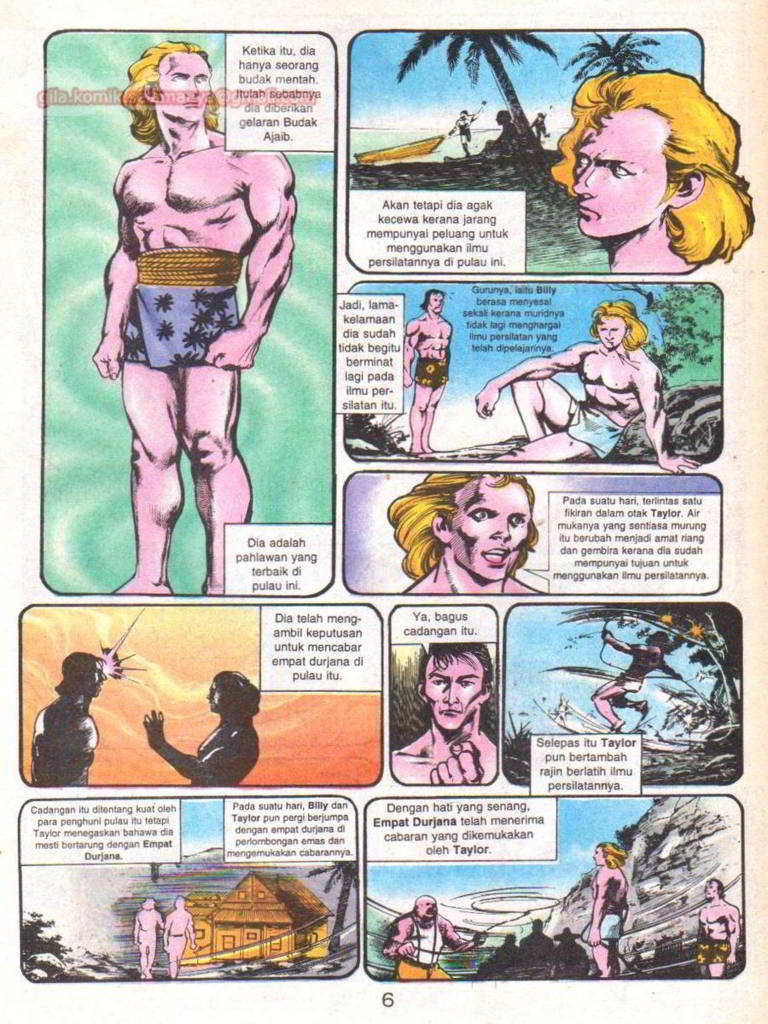 Ketika itu, dia
hanya seorang
budak mentah.
Itulah sebabnya
dia diberikan
gelaran Budak
Ajaib.
Dia adalah
pahlawan yang
terbaik di
pulau ini.
Akan tetapi dia agak
kecewa kerana jarang
mempunyai peluang untuk
menggunakan ilmu
persilatannya di pulau ini.
Jadi, lama-
kelamaan
dia sudah
tidak begitu
berminat
lagi pada
ilmu per-
silatan itu.
Gurunya, iaitu Billy
berasa menyesal
sekali kerana muridnya
tidak lagi menghargai
ilmu persilatan yang
telah dipelajarinya.
Pada suatu hari, terlintas satu
fikiran dalam otak Taylor. Air
mukanya yang sentiasa murung
itu berubah menjadi amat riang
dan gembira kerana dia sudah
mempunyai tujuan untuk
menggunakan ilmu persilatannya.
Dia telah meng-
ambil keputusan
untuk mencabar
empat durjana di
pulau itu.
Ya, bagus
cadangan itu.
Selepas itu Taylor
pun bertambah
rajin berlatih ilmu
persilatannya.
Cadangan itu ditentang kuat oleh
para penghuni pulau itu tetapi
Taylor menegaskan bahawa dia
mesti bertarung dengan Empat
Durjana.
Pada suatu hari, Billy dan
Taylor pun pergi berjumpa
dengan empat durjana di
perlombongan emas dan
mengemukakan cabarannya.
Dengan hati yang senang,
Empat Durjana telah menerima
cabaran yang dikemukakan
oleh Taylor.
6